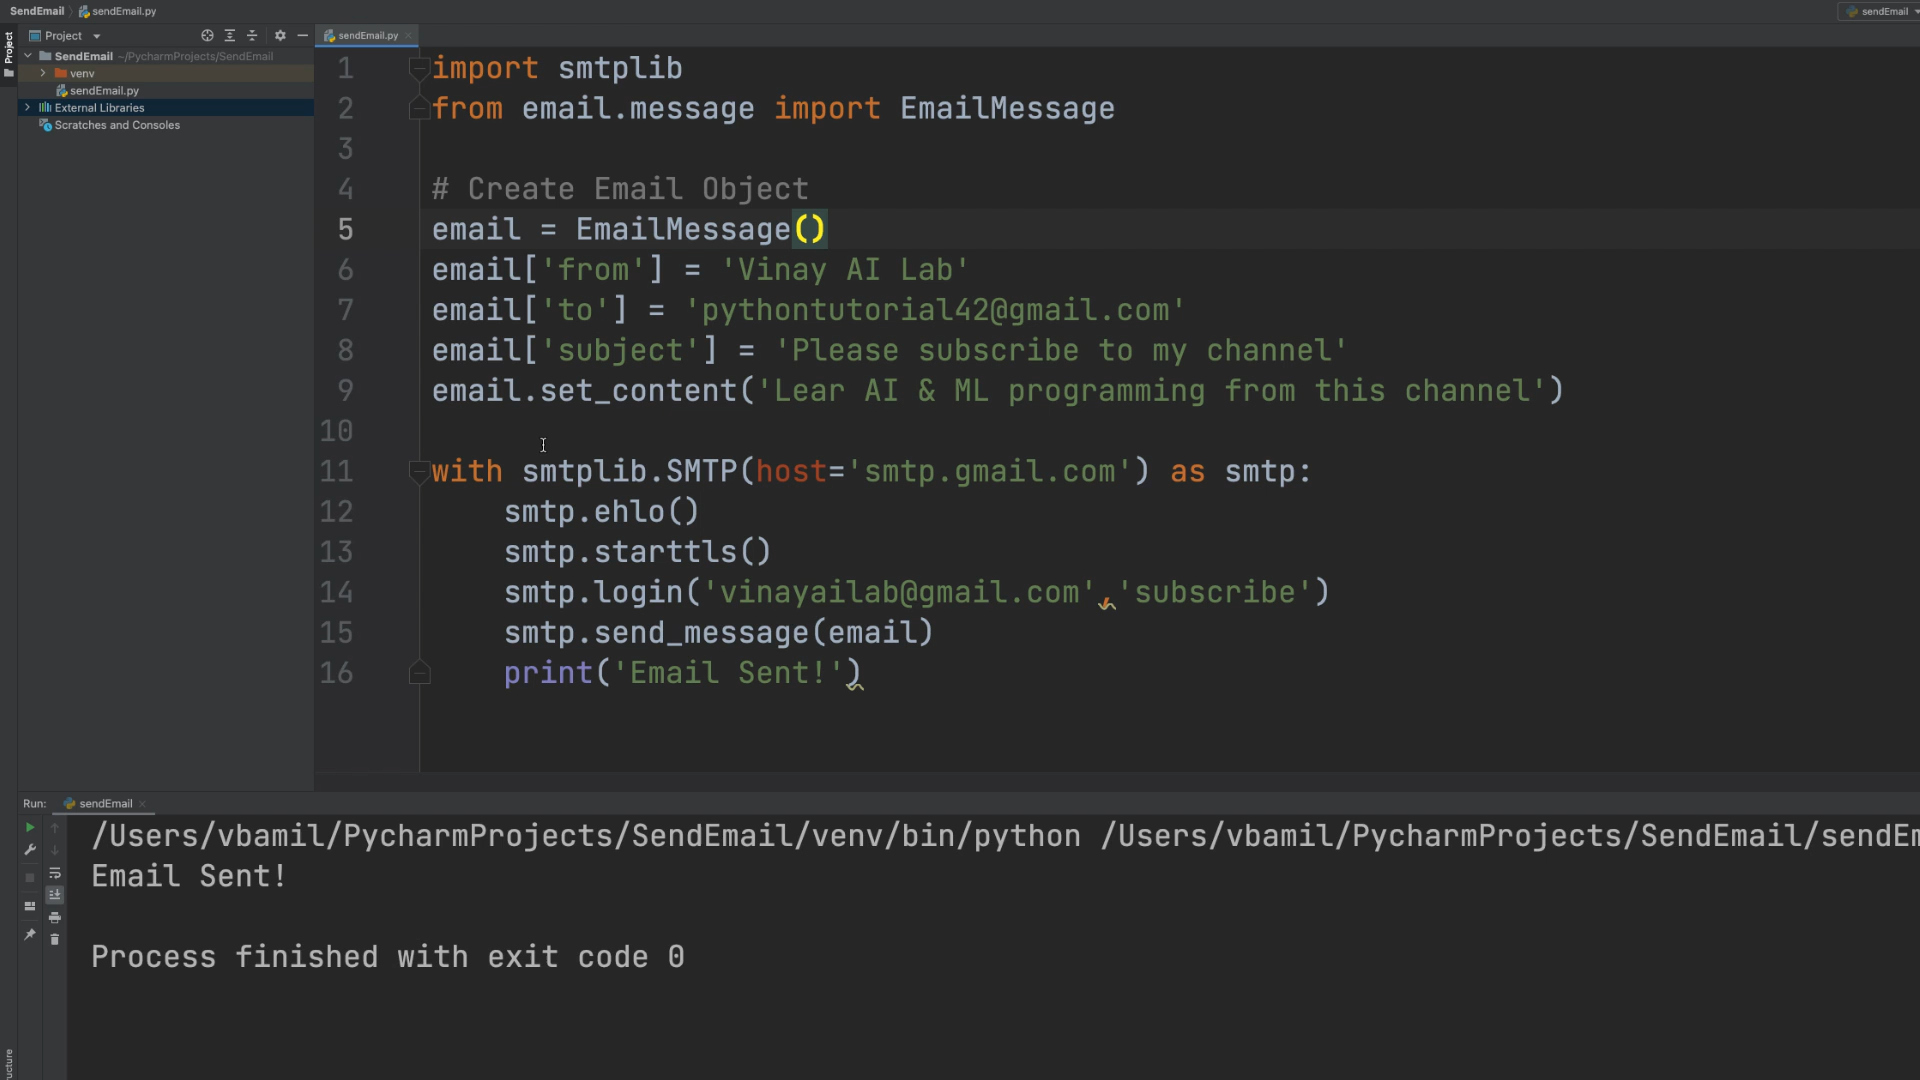 SendEmail sendEmail.py sendEmail
Project
Project sendEmail.py
SendEmail ~/PycharmProjects/SendEmail
venv
sendEmail.py
External Libraries
Scratches and Consoles
1 import smtplib
2 from email.message import EmailMessage
3
4 # Create Email Object
5 email = EmailMessage()
6 email['from'] = 'Vinay AI Lab'
7 email['to'] = 'pythontutorial42@gmail.com'
8 email['subject'] = 'Please subscribe to my channel'
9 email.set_content('Lear AI & ML programming from this channel')
10
11 with smtplib.SMTP(host='smtp.gmail.com') as smtp:
12 smtp.ehlo()
13 smtp.starttls()
14 smtp.login('vinayailab@gmail.com','subscribe')
15 smtp.send_message(email)
16 print('Email Sent!')
Run: sendEmail
/Users/vbamil/PycharmProjects/SendEmail/venv/bin/python /Users/vbamil/PycharmProjects/SendEmail/sendEm
Email Sent!
Process finished with exit code 0
ucture